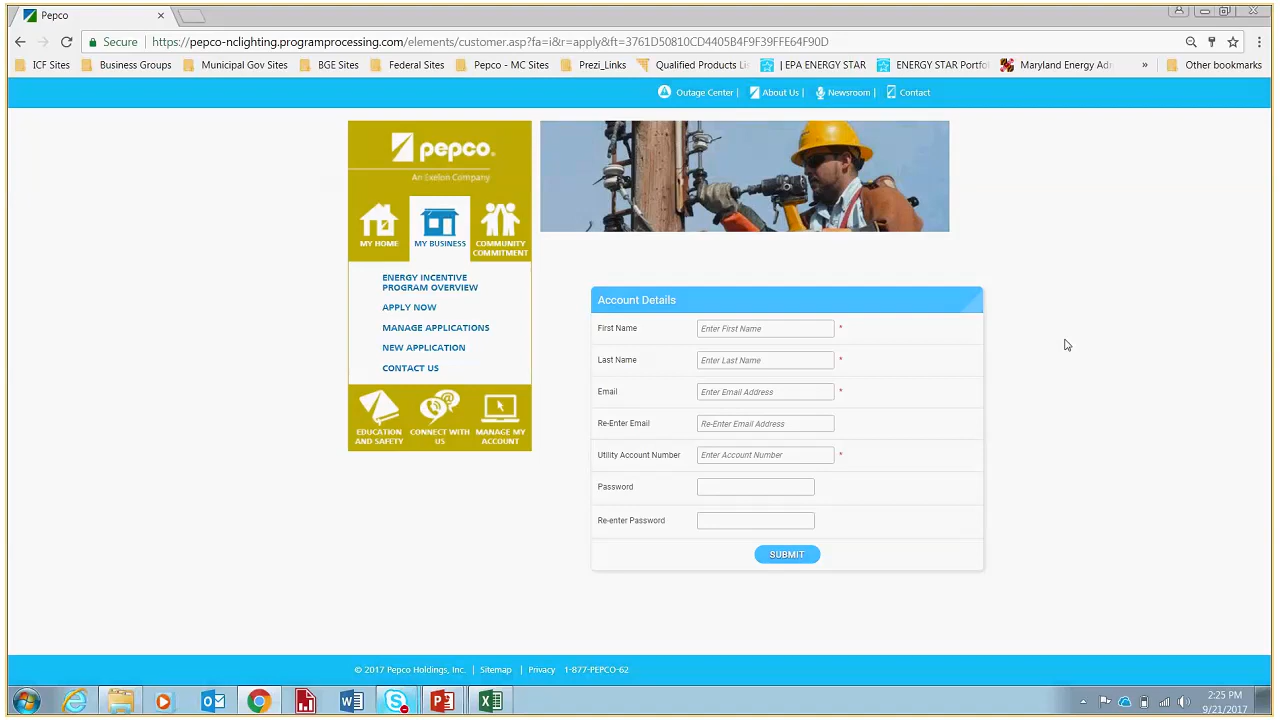 Pepco
Secure
https://pepco-nclighting.programprocessing.com/elements/customer.asp?fa=i&r=apply&ft=3761D50810CD4405B4F9F39FFE64F90D
ICF Sites
Business Groups
Municipal Gov Sites
BGE Sites
Federal Sites
Pepco - MC Sites
Prezi_Links
Qualified Products Li
| EPA ENERGY STAR
ENERGY STAR Portfo
Maryland Energy Adn
»
Other bookmarks
Outage Center |
About Us |
Newsroom |
Contact
pepco®
An Exelon Company
MY HOME
MY BUSINESS
COMMUNITY
COMMITMENT
ENERGY INCENTIVE
PROGRAM OVERVIEW
APPLY NOW
MANAGE APPLICATIONS
NEW APPLICATION
CONTACT US
EDUCATION
AND SAFETY
CONNECT WITH
US
MANAGE MY
ACCOUNT
Account Details
First Name Enter First Name *
Last Name Enter Last Name *
Email Enter Email Address *
Re-Enter Email Re-Enter Email Address
Utility Account Number Enter Account Number *
Password
Re-enter Password
SUBMIT
© 2017 Pepco Holdings, Inc. | Sitemap | Privacy 1-877-PEPCO-62
2:25 PM
9/21/2017